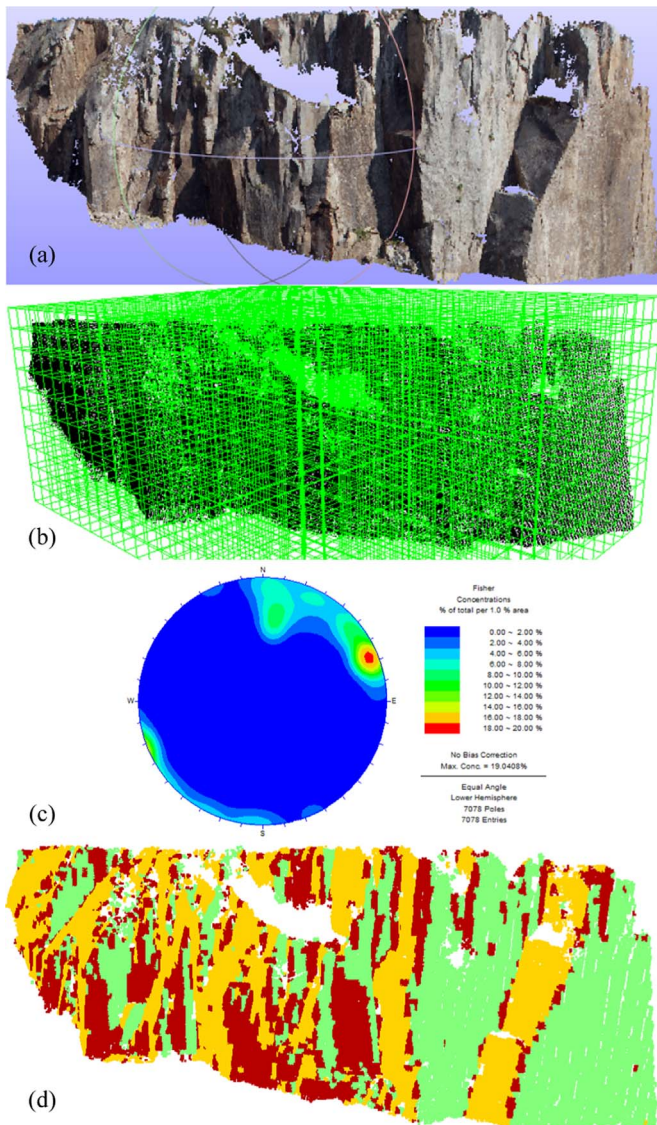 (a)
(b)
N
W
E
S
Fisher
Concentrations
% of total per 1.0 % area
0.00 ~ 2.00 %
2.00 ~ 4.00 %
4.00 ~ 6.00 %
6.00 ~ 8.00 %
8.00 ~ 10.00 %
10.00 ~ 12.00 %
12.00 ~ 14.00 %
14.00 ~ 16.00 %
16.00 ~ 18.00 %
18.00 ~ 20.00 %
No Bias Correction
Max. Conc. = 19.0408%
Equal Angle
Lower Hemisphere
7078 Poles
7078 Entries
(c)
(d)